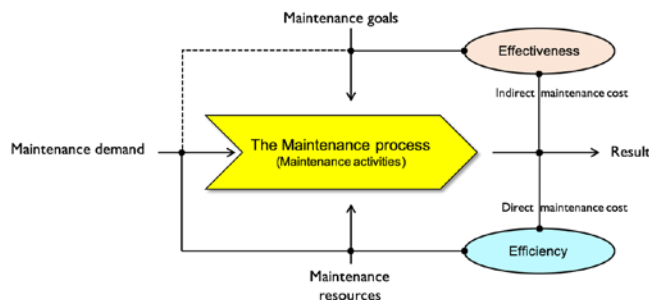 Maintenance goals
Effectiveness
Indirect maintenance cost
The Maintenance process
(Maintenance activities)
Maintenance demand
Result
Direct maintenance cost
Efficiency
Maintenance
resources